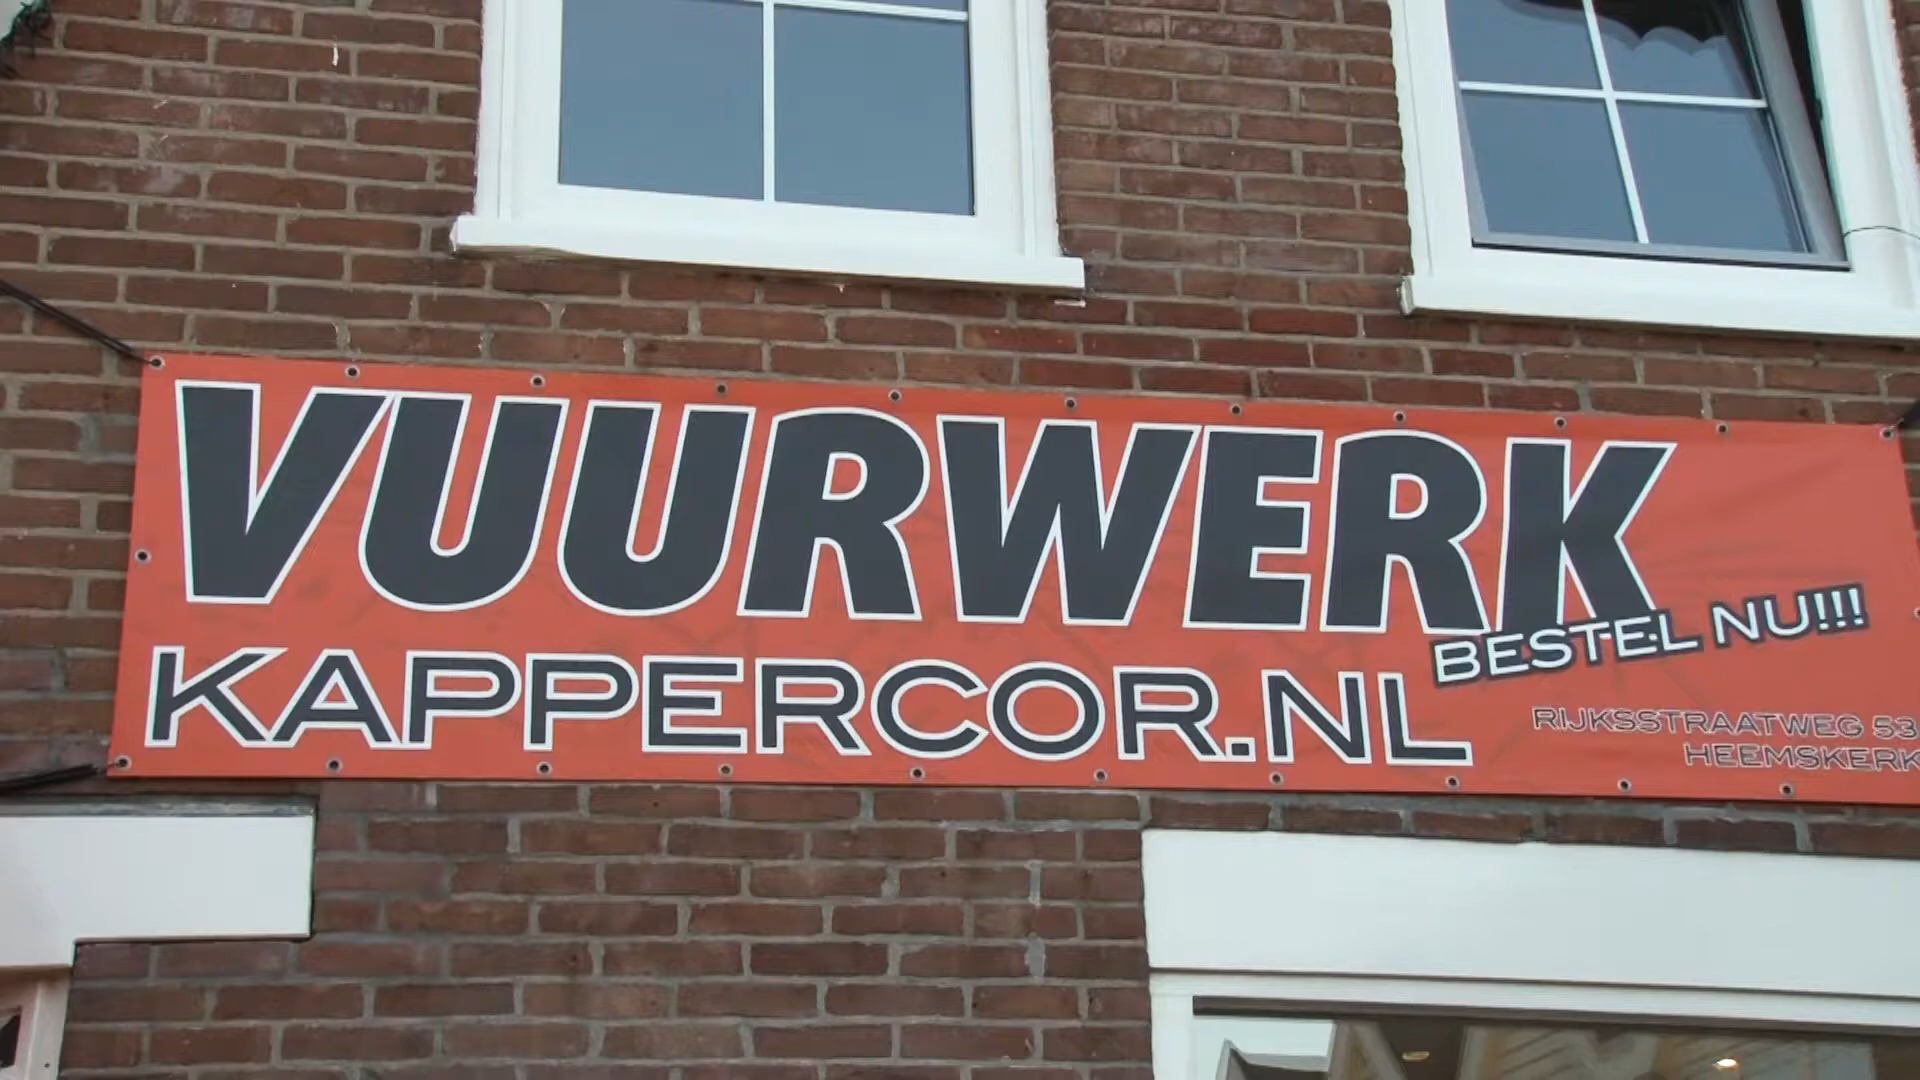 VUURWERK
BESTEL NU!!!
KAPPERCOR.NL
RIJKSSTRAATWEG 53
HEEMSKERK